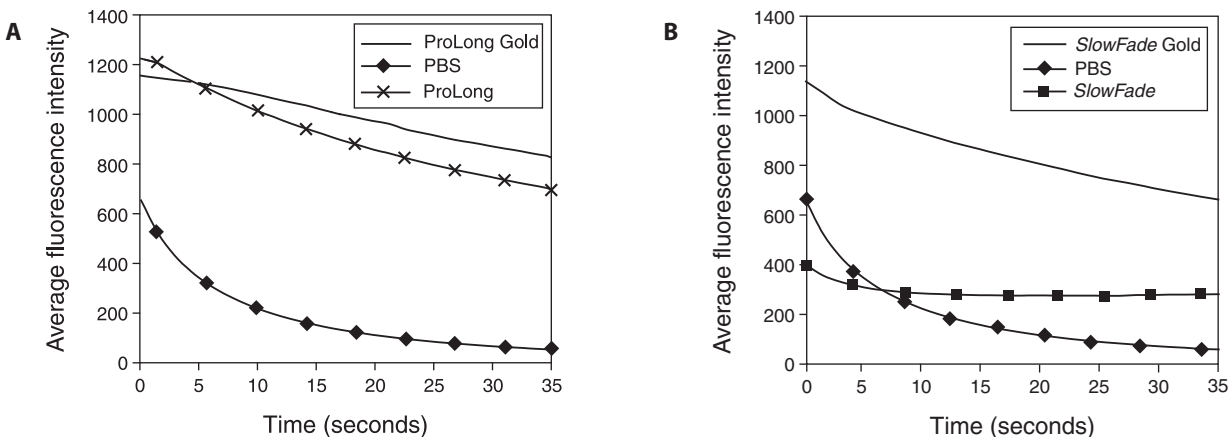 A
Average fluorescence intensity
1400
1200
1000
800
600
400
200
0
ProLong Gold
PBS
ProLong
0 5 10 15 20 25 30 35
Time (seconds)
B
Average fluorescence intensity
1400
1200
1000
800
600
400
200
0
SlowFade Gold
PBS
SlowFade
0 5 10 15 20 25 30 35
Time (seconds)